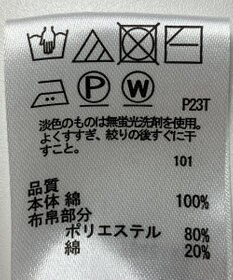 P W
P23T
淡色のものは無蛍光洗剤を使用。
よくすすぎ、絞りの後すぐに干
すこと。
101
品質
本体 綿 100%
布帛部分
ポリエステル 80%
綿 20%